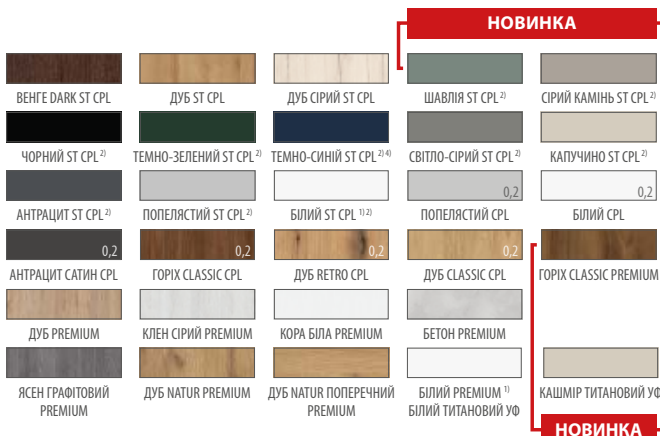 НОВИНКА
ВЕНГЕ DARK ST CPL
ДУБ ST CPL
ДУБ СІРИЙ ST CPL
ШАВЛІЯ ST CPL 2)
СІРИЙ КАМІНЬ ST CPL 2)
ЧОРНИЙ ST CPL 2)
ТЕМНО-ЗЕЛЕНИЙ ST CPL 2)
ТЕМНО-СИНІЙ ST CPL 2) 4)
СВІТЛО-СІРИЙ ST CPL 2)
КАПУЧИНО ST CPL 2)
0,2
0,2
АНТРАЦИТ ST CPL 2)
ПОПЕЛЯСТИЙ ST CPL 2)
БІЛИЙ ST CPL 1) 2)
ПОПЕЛЯСТИЙ CPL
БІЛИЙ CPL
0,2
0,2
0,2
0,2
АНТРАЦИТ САТИН CPL
ГОРІХ CLASSIC CPL
ДУБ RETRO CPL
ДУБ CLASSIC CPL
ГОРІХ CLASSIC PREMIUM
ДУБ PREMIUM
КЛЕН СІРИЙ PREMIUM
КОРА БІЛА PREMIUM
БЕТОН PREMIUM
ЯСЕН ГРАФІТОВИЙ
PREMIUM
ДУБ NATUR PREMIUM
ДУБ NATUR ПОПЕРЕЧНИЙ
PREMIUM
БІЛИЙ PREMIUM 1)
БІЛИЙ ТИТАНОВИЙ УФ
КАШМІР ТИТАНОВИЙ УФ
НОВИНКА